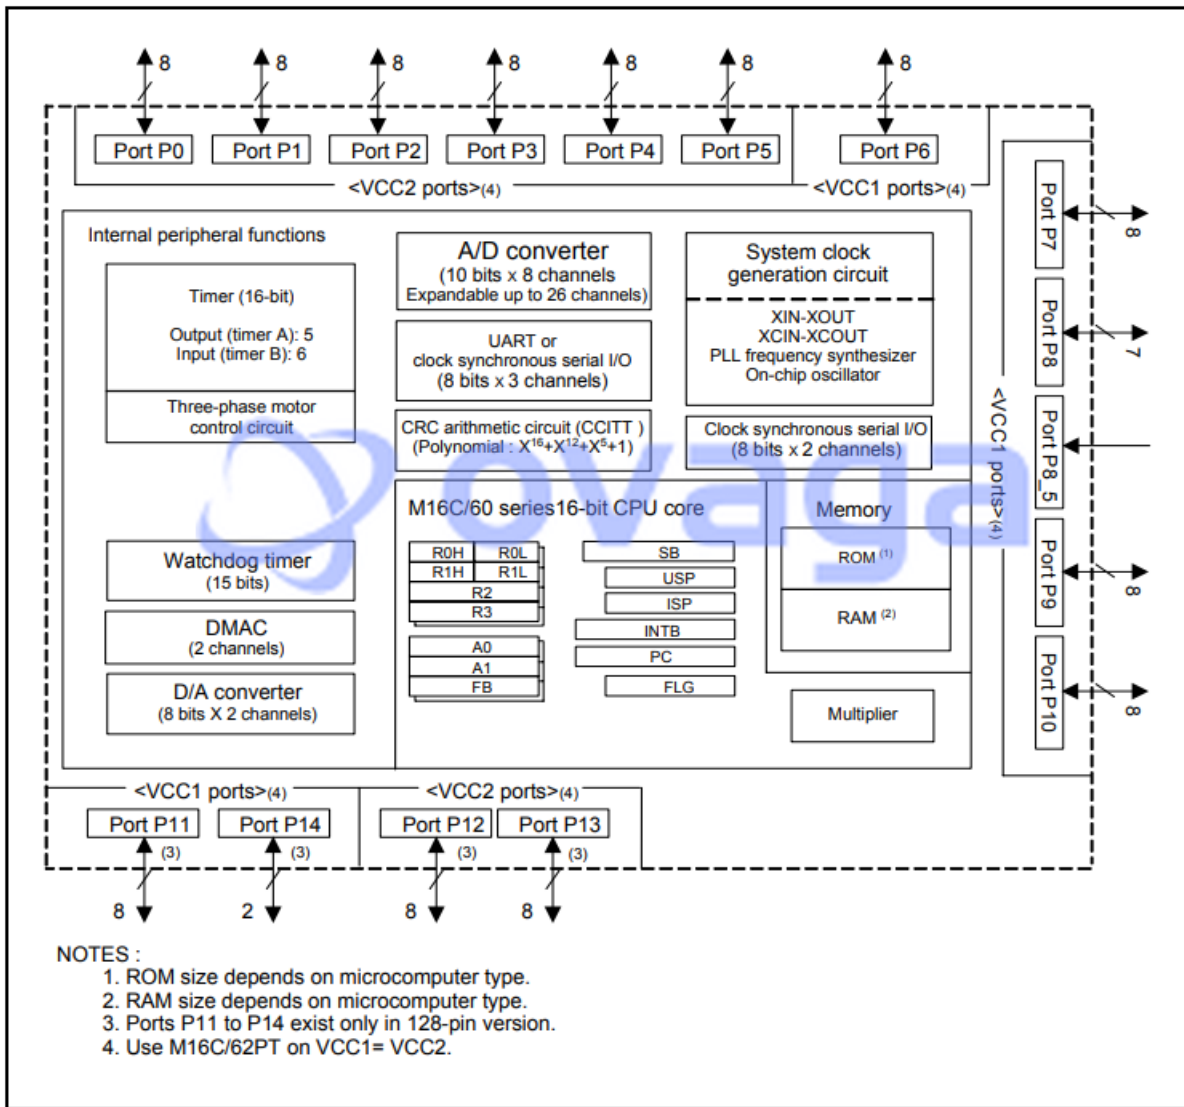 8 8 8 8 8 8 8
Port P0 Port P1 Port P2 Port P3 Port P4 Port P5 Port P6
<VCC2 ports>(4) <VCC1 ports>(4)
Internal peripheral functions
Timer (16-bit)
Output (timer A): 5
Input (timer B): 6
Three-phase motor
control circuit
Watchdog timer
(15 bits)
DMAC
(2 channels)
D/A converter
(8 bits X 2 channels)
A/D converter
(10 bits x 8 channels
Expandable up to 26 channels)
UART or
clock synchronous serial I/O
(8 bits x 3 channels)
CRC arithmetic circuit (CCITT )
(Polynomial : X¹⁶+X¹²+X⁵+1)
System clock
generation circuit
XIN-XOUT
XCIN-XCOUT
PLL frequency synthesizer
On-chip oscillator
Clock synchronous serial I/O
(8 bits x 2 channels)
ovaga
M16C/60 series16-bit CPU core
R0H R0L
R1H R1L
R2
R3
A0
A1
FB
SB
USP
ISP
INTB
PC
FLG
Memory
ROM (1)
RAM (2)
Multiplier
<VCC1 ports>(4)
Port P7 8
Port P8 7
Port P8_5
Port P9 8
Port P10 8
<VCC1 ports>(4) <VCC2 ports>(4)
Port P11 Port P14 Port P12 Port P13
(3) (3) (3) (3)
8 2 8 8
NOTES :
1. ROM size depends on microcomputer type.
2. RAM size depends on microcomputer type.
3. Ports P11 to P14 exist only in 128-pin version.
4. Use M16C/62PT on VCC1= VCC2.